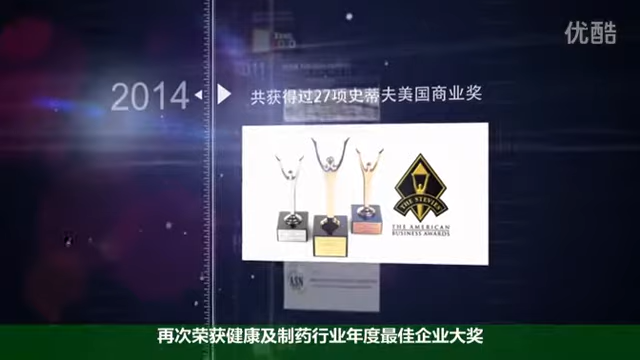 优酷
2014
共获得过27项史蒂夫美国商业奖
THE STEVIES
THE AMERICAN
BUSINESS AWARDS
再次荣获健康及制药行业年度最佳企业大奖